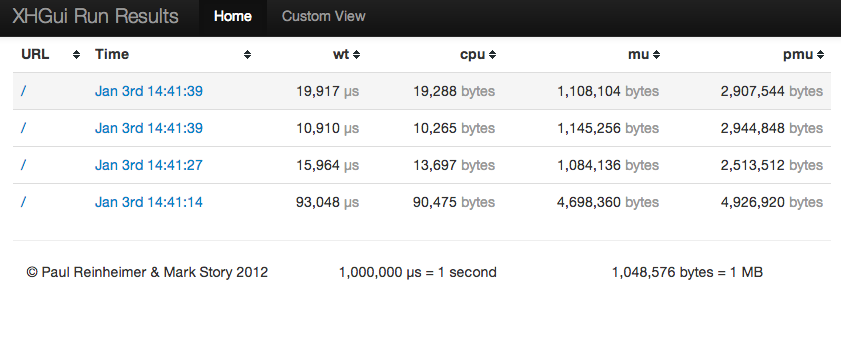 XHGui Run Results Home Custom View
URL Time wt cpu mu pmu
/ Jan 3rd 14:41:39 19,917 µs 19,288 bytes 1,108,104 bytes 2,907,544 bytes
/ Jan 3rd 14:41:39 10,910 µs 10,265 bytes 1,145,256 bytes 2,944,848 bytes
/ Jan 3rd 14:41:27 15,964 µs 13,697 bytes 1,084,136 bytes 2,513,512 bytes
/ Jan 3rd 14:41:14 93,048 µs 90,475 bytes 4,698,360 bytes 4,926,920 bytes
© Paul Reinheimer & Mark Story 2012 1,000,000 µs = 1 second 1,048,576 bytes = 1 MB